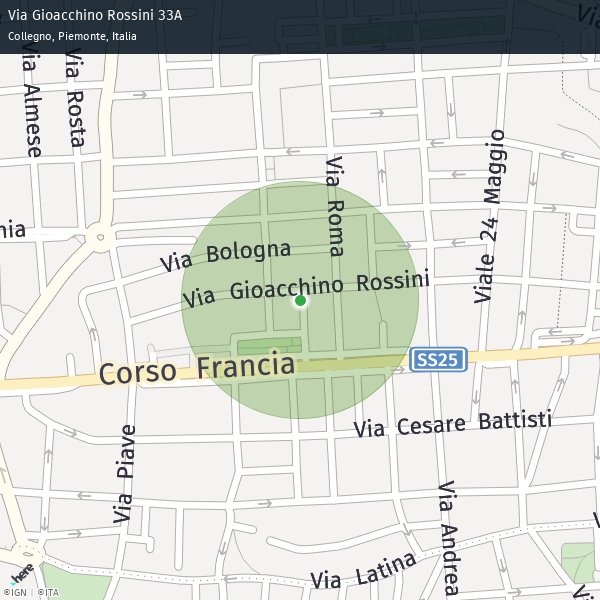 Via Gioacchino Rossini 33A
Collegno, Piemonte, Italia
Via Almese
Via Rosta
Via Roma
Viale 24 Maggio
Via Bologna
Via Gioacchino Rossini
Corso Francia
SS25
Via Cesare Battisti
Via Piave
Via Andrea
Via Latina
here
©IGN | ©ITA